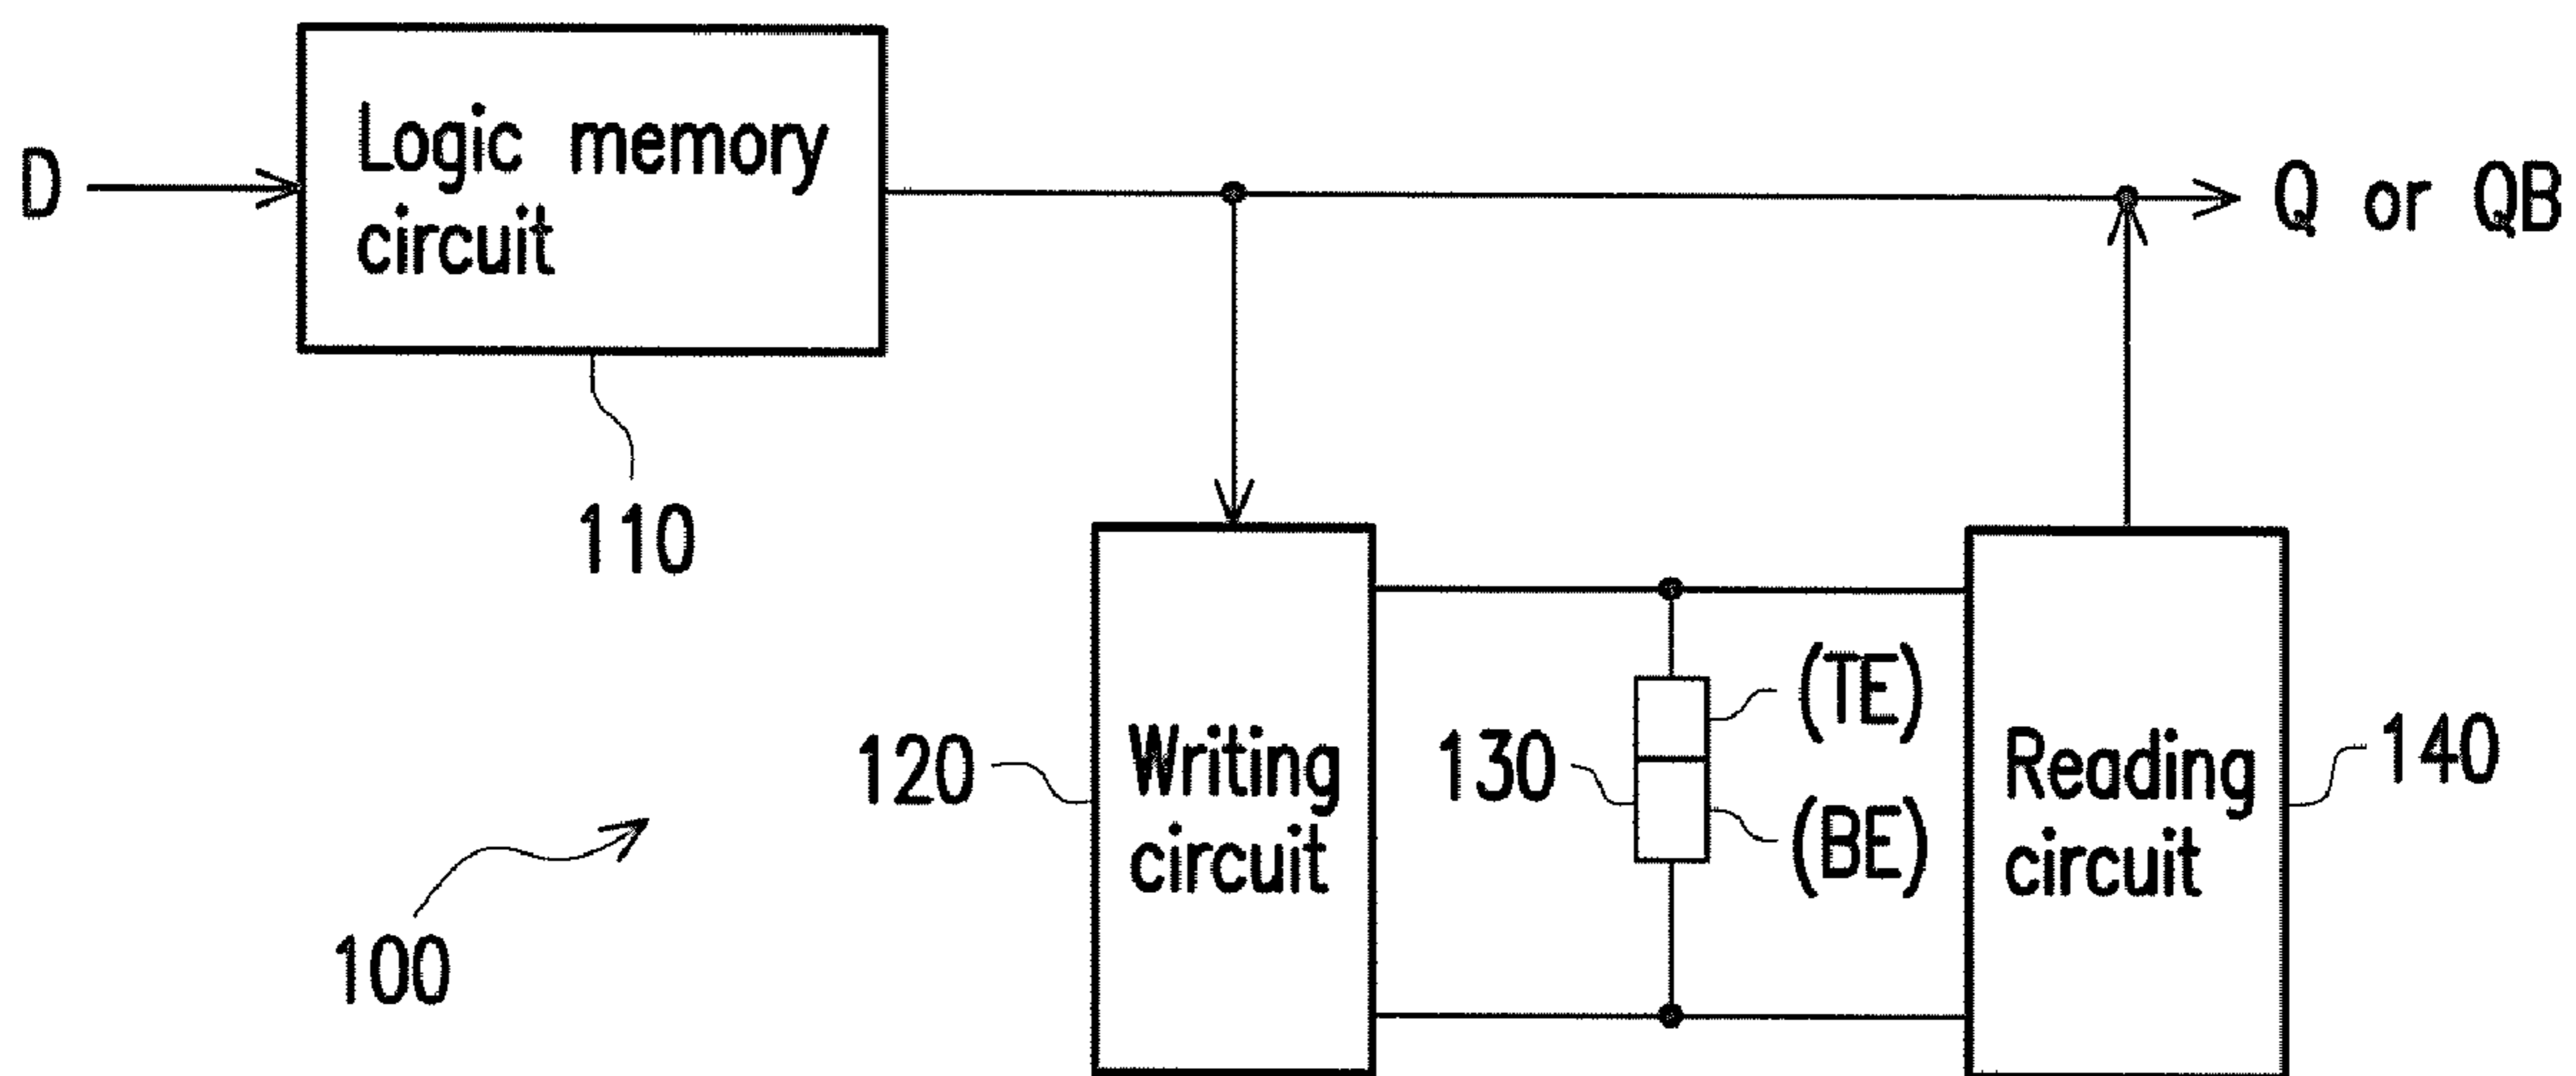 Logic memory
circuit
D
Q or QB
110
(TE)
120
Writing
circuit
130
(BE)
Reading
circuit
140
100